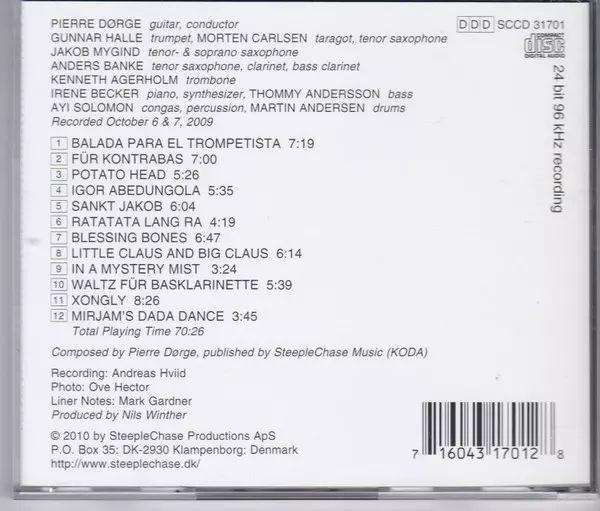 PIERRE DØRGE guitar, conductor
GUNNAR HALLE trumpet, MORTEN CARLSEN taragot, tenor saxophone
JAKOB MYGIND tenor- & soprano saxophone
ANDERS BANKE tenor saxophone, clarinet, bass clarinet
KENNETH AGERHOLM trombone
IRENE BECKER piano, synthesizer, THOMMY ANDERSSON bass
AYI SOLOMON congas, percussion, MARTIN ANDERSEN drums
Recorded October 6 & 7, 2009
DDD SCCD 31701
COMPACT
disc
DIGITAL AUDIO
24 bit 96 kHz recording
1 BALADA PARA EL TROMPETISTA 7:19
2 FÜR KONTRABAS 7:00
3 POTATO HEAD 5:26
4 IGOR ABEDUNGOLA 5:35
5 SANKT JAKOB 6:04
6 RATATATA LANG RA 4:19
7 BLESSING BONES 6:47
8 LITTLE CLAUS AND BIG CLAUS 6:14
9 IN A MYSTERY MIST 3:24
10 WALTZ FÜR BASKLARINETTE 5:39
11 XONGLY 8:26
12 MIRJAM'S DADA DANCE 3:45
Total Playing Time 70:26
Composed by Pierre Dørge, published by SteepleChase Music (KODA)
Recording: Andreas Hviid
Photo: Ove Hector
Liner Notes: Mark Gardner
Produced by Nils Winther
© 2010 by SteepleChase Productions ApS
P.O. Box 35: DK-2930 Klampenborg: Denmark
http://www.steeplechase.dk/
7 16043 17012 8